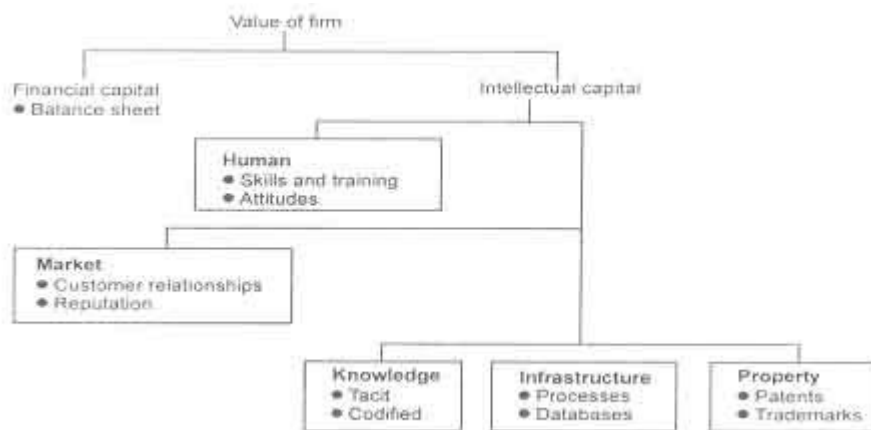 Value of firm
Financial capital
● Balance sheet
Intellectual capital
Human
● Skills and training
● Attitudes
Market
● Customer relationships
● Reputation
Knowledge
● Tacit
● Codified
Infrastructure
● Processes
● Databases
Property
● Patents
● Trademarks